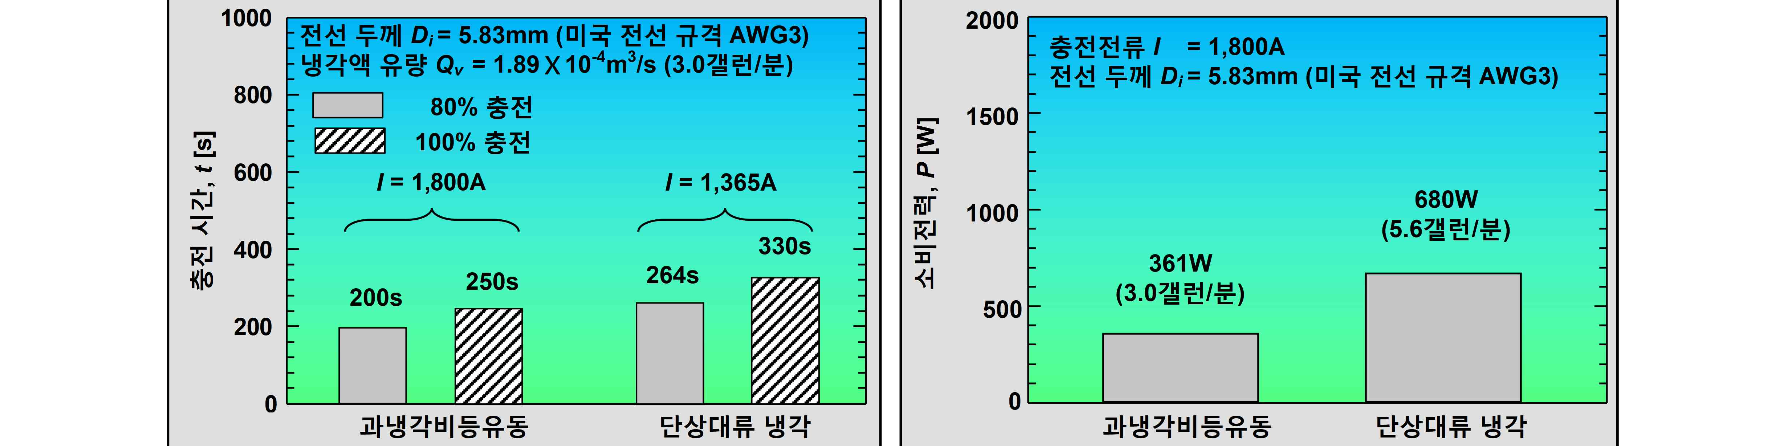 1000
800
600
400
200
0
충전 시간, t [s]
전선 두께 Di = 5.83mm (미국 전선 규격 AWG3)
냉각액 유량 Qv = 1.89 X 10-4m3/s (3.0갤런/분)
80% 충전
100% 충전
I = 1,800A
I = 1,365A
200s
250s
264s
330s
과냉각비등유동
단상대류 냉각
2000
1500
1000
500
0
소비전력, P [W]
충전전류 I = 1,800A
전선 두께 Di = 5.83mm (미국 전선 규격 AWG3)
361W
(3.0갤런/분)
680W
(5.6갤런/분)
과냉각비등유동
단상대류 냉각